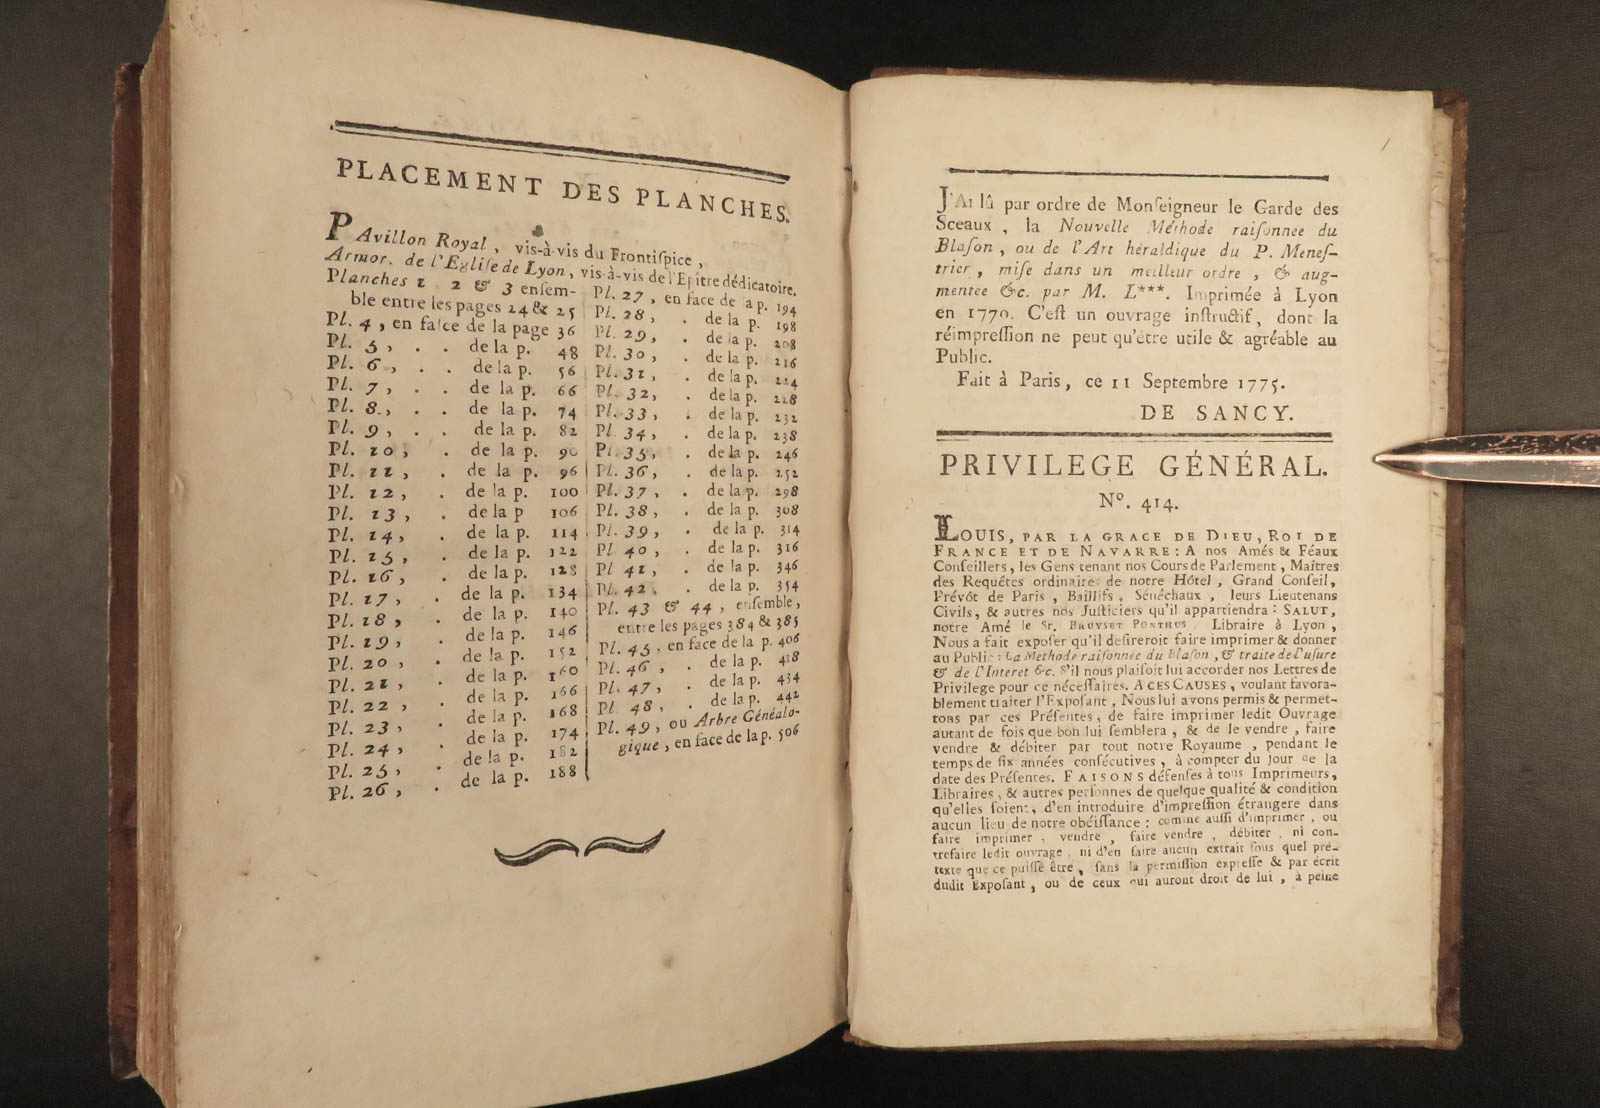 PLACEMENT DES PLANCHES.
PAvillon Royal, vis-à-vis du Frontiſpice,
Armor. de l'Egliſe de Lyon, vis-à-vis de l'Epitre dédicatoire.
Planches 1 2 & 3 enſem-
ble entre les pages 24 & 25
Pl. 4, en faſce de la page 36
Pl. 5, . . de la p. 48
Pl. 6, . . de la p. 56
Pl. 7, . . de la p. 66
Pl. 8., . . de la p. 74
Pl. 9, . . de la p. 82
Pl. 10, . de la p. 90
Pl. 11, . de la p. 96
Pl. 12, . de la p. 100
Pl. 13, . de la p 106
Pl. 14, . de la p. 114
Pl. 15, . de la p. 122
Pl. 16, . de la p. 128
Pl. 17, . de la p. 134
Pl. 18, . de la p. 140
Pl. 19, . de la p. 146
Pl. 20, . de la p. 152
Pl. 21, . de la p. 160
Pl. 22, . de la p. 166
Pl. 23, . de la p. 168
Pl. 24, . de la p. 174
Pl. 25, . de la p. 182
Pl. 26, . de la p. 188
Pl. 27, en face de a p. 194
Pl. 28, . de la p. 198
Pl. 29, . de la p. 208
Pl. 30, . de la p. 216
Pl. 31, . de la p. 224
Pl. 32, . de la p. 228
Pl. 33, . de la p. 232
Pl. 34, . de la p. 238
Pl. 35, . de la p. 246
Pl. 36, . de la p. 252
Pl. 37, . de la p. 298
Pl. 38, . de la p. 308
Pl. 39, . de la p. 314
Pl. 40, . de la p. 316
Pl 41, . de la p. 346
Pl. 42, . de la p. 354
Pl. 43 & 44, enſemble,
entre les pages 384 & 385
Pl. 45, en face de la p. 406
Pl. 46, . de la p. 418
Pl. 47, . de la p. 434
Pl 48, . de la p. 442
Pl. 49, ou Arbre Généalo-
gique, en face de la p. 506
J'AI lû par ordre de Monſeigneur le Garde des
Sceaux, la Nouvelle Méthode raiſonnee du
Blaſon, ou de l'Art héraldique du P. Meneſ-
trier, miſe dans un meilleur ordre, & aug-
mentee &c. par M. L***. Imprimée à Lyon
en 1770. C'eſt un ouvrage inſtructif, dont la
réimpreſſion ne peut qu'être utile & agréable au
Public.
Fait à Paris, ce 11 Septembre 1775.
DE SANCY.
PRIVILEGE GÉNÉRAL.
N°. 414.
LOUIS, PAR LA GRACE DE DIEU, ROI DE
FRANCE ET DE NAVARRE: A nos Amés & Féaux
Conſeillers, les Gens tenant nos Cours de Parlement, Maîtres
des Requêtes ordinaires de notre Hôtel, Grand Conſeil,
Prévôt de Paris, Baillifs, Sénéchaux, leurs Lieutenans
Civils, & autres nos Juſticiers qu'il appartiendra: SALUT,
notre Amé le Sr. BRUYSET PONTHUS, Libraire à Lyon,
Nous a fait expoſer qu'il deſireroit faire imprimer & donner
au Public: La Méthode raiſonnée du Blaſon, & traité de l'uſure
& de l'Interet &c. S'il nous plaiſoit lui accorder nos Lettres de
Privilege pour ce néceſſaires. A CES CAUSES, voulant favora-
blement traiter l'Expoſant, Nous lui avons permis & permet-
tons par ces Préſentes, de faire imprimer ledit Ouvrage
autant de fois que bon lui ſemblera, & de le vendre, faire
vendre & débiter par tout notre Royaume, pendant le
temps de ſix années conſécutives, à compter du jour de la
date des Préſentes. FAISONS défenſes à tous Imprimeurs,
Libraires, & autres perſonnes de quelque qualité & condition
qu'elles ſoient, d'en introduire d'impreſſion étrangere dans
aucun lieu de notre obéiſſance: comme auſſi d'imprimer, ou
faire imprimer, vendre, faire vendre, débiter, ni con-
trefaire ledit ouvrage, ni d'en faire aucun extrait ſous quel pré-
texte que ce puiſſe être, ſans la permiſſion expreſſe & par écrit
dudit Expoſant, ou de ceux qui auront droit de lui, à peine